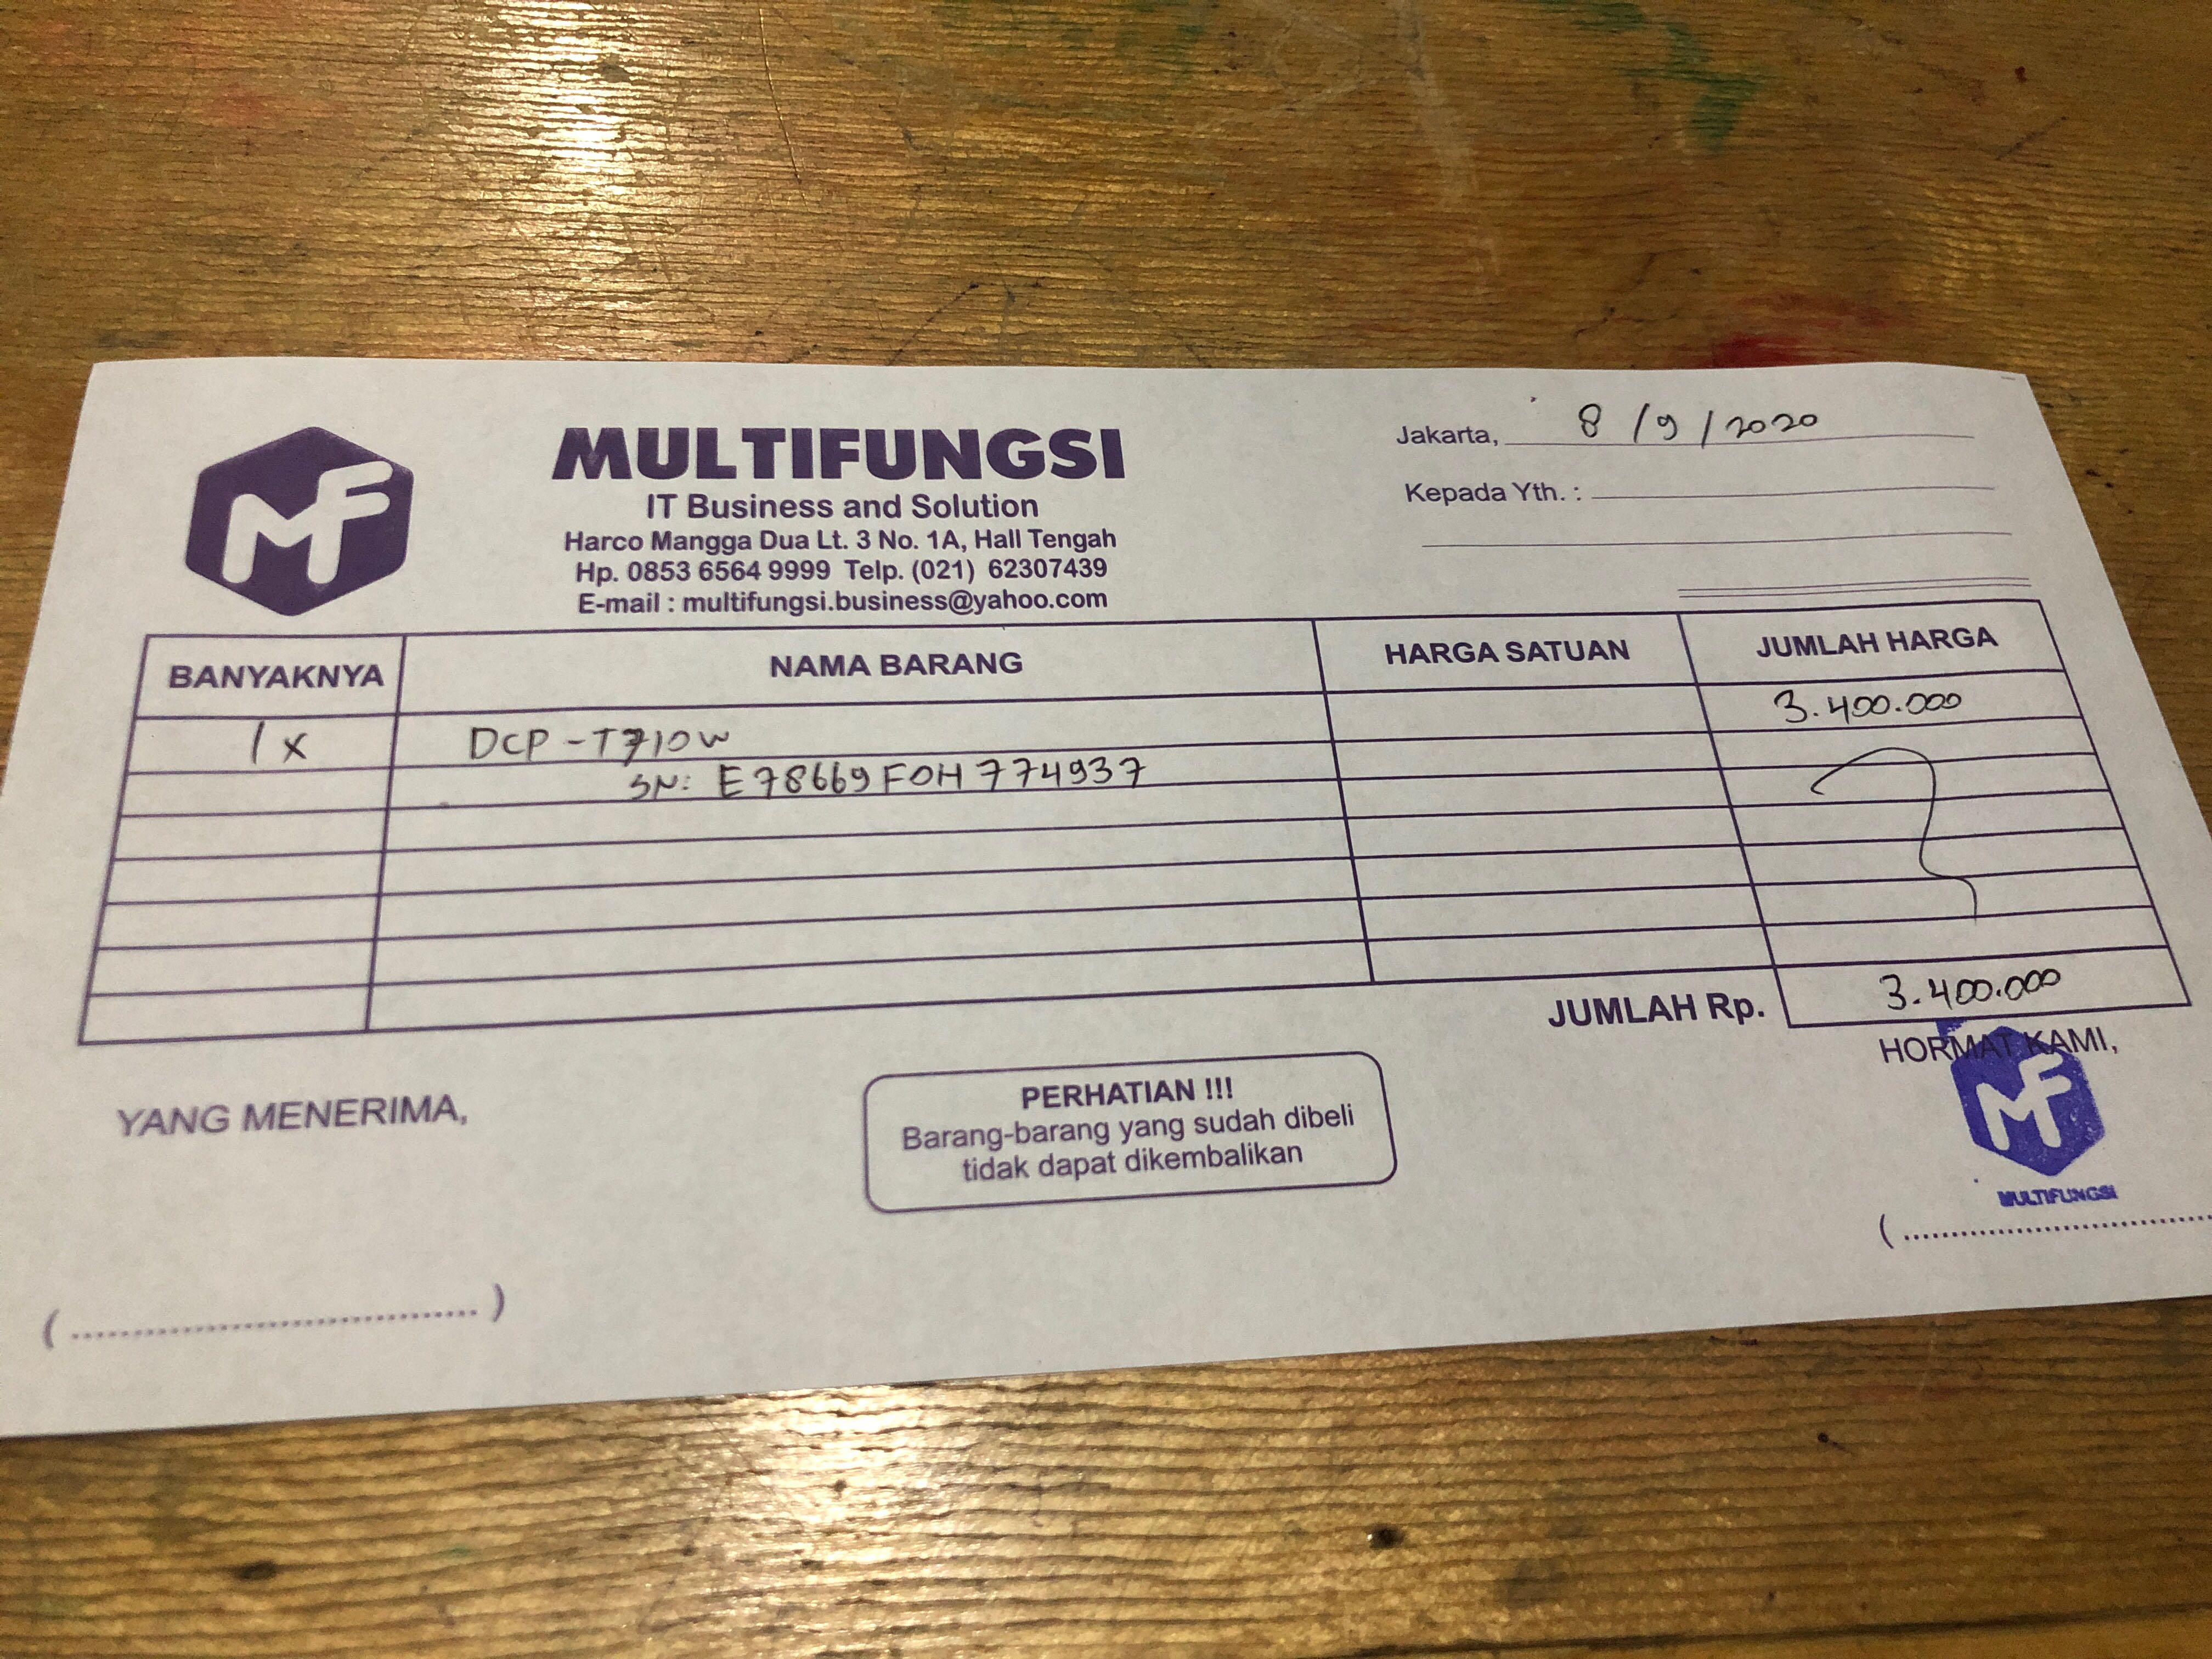 MF
MULTIFUNGSI
IT Business and Solution
Harco Mangga Dua Lt. 3 No. 1A, Hall Tengah
Hp. 0853 6564 9999 Telp. (021) 62307439
E-mail : multifungsi.business@yahoo.com
Jakarta, 8/9/2020
Kepada Yth. :
BANYAKNYA NAMA BARANG HARGA SATUAN JUMLAH HARGA
1x DCP-T710W 3.400.000
SN: E78669F0H774937
JUMLAH Rp. 3.400.000
YANG MENERIMA,
PERHATIAN !!!
Barang-barang yang sudah dibeli
tidak dapat dikembalikan
HORMAT KAMI,
MF
MULTIFUNGSI
(..................................)
(..................................